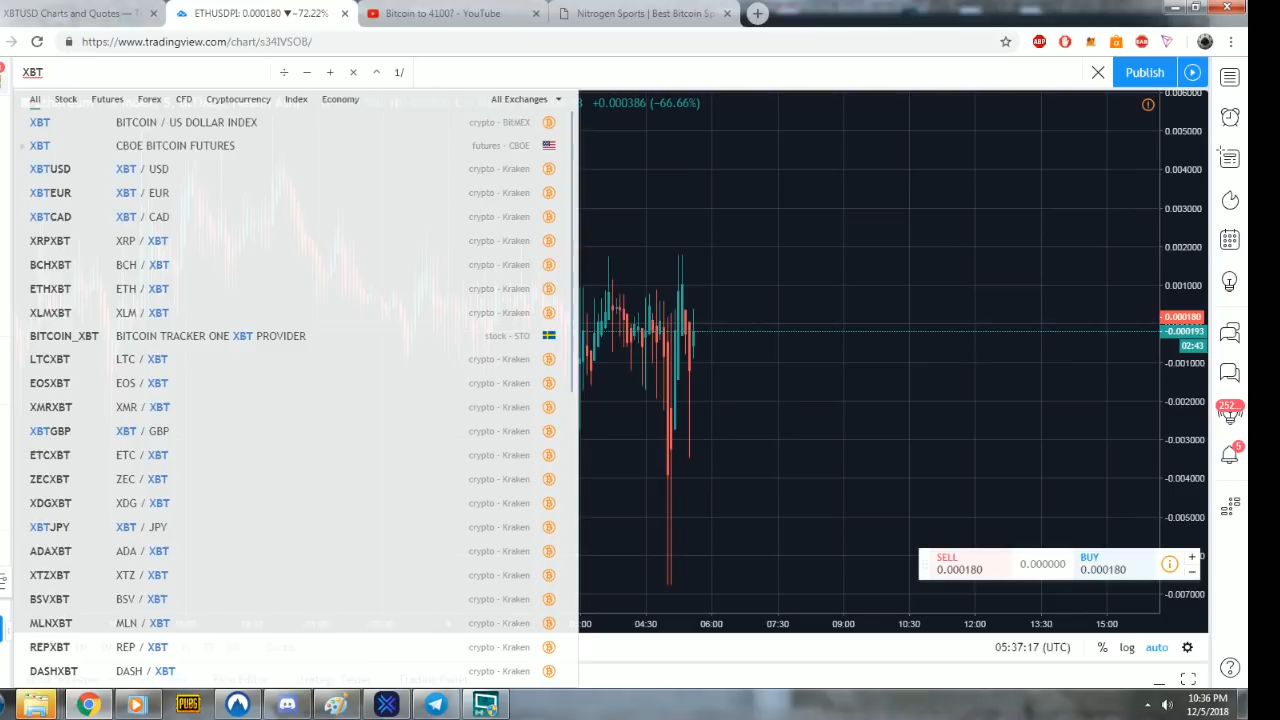 XBTUSD Charts and Quotes — T
ETHUSDPI: 0.000180 ▼−72.22%
Bitcoin to 4100? - YouTube
Nitrogen Sports | Best Bitcoin Sp
https://www.tradingview.com/chart/s34IVSOB/
XBT
÷ − + × ^ 1/
Publish
All Stock Futures Forex CFD Cryptocurrency Index Economy All Exchanges
+0.000386 (−66.66%)
XBT BITCOIN / US DOLLAR INDEX crypto - BitMEX
XBT CBOE BITCOIN FUTURES futures - CBOE
XBTUSD XBT / USD crypto - Kraken
XBTEUR XBT / EUR crypto - Kraken
XBTCAD XBT / CAD crypto - Kraken
XRPXBT XRP / XBT crypto - Kraken
BCHXBT BCH / XBT crypto - Kraken
ETHXBT ETH / XBT crypto - Kraken
XLMXBT XLM / XBT crypto - Kraken
BITCOIN_XBT BITCOIN TRACKER ONE XBT PROVIDER stock - STO
LTCXBT LTC / XBT crypto - Kraken
EOSXBT EOS / XBT crypto - Kraken
XMRXBT XMR / XBT crypto - Kraken
XBTGBP XBT / GBP crypto - Kraken
ETCXBT ETC / XBT crypto - Kraken
ZECXBT ZEC / XBT crypto - Kraken
XDGXBT XDG / XBT crypto - Kraken
XBTJPY XBT / JPY crypto - Kraken
ADAXBT ADA / XBT crypto - Kraken
XTZXBT XTZ / XBT crypto - Kraken
BSVXBT BSV / XBT crypto - Kraken
MLNXBT MLN / XBT crypto - Kraken
REPXBT REP / XBT crypto - Kraken
DASHXBT DASH / XBT crypto - Kraken
0.006000
0.005000
0.004000
0.003000
0.002000
0.001000
-0.000180
-0.000193
02:43
-0.001000
-0.002000
-0.003000
-0.004000
-0.005000
-0.007000
SELL
0.000180
0.000000
BUY
0.000180
+
−
04:30 06:00 07:30 09:00 10:30 12:00 13:30 15:00
05:37:17 (UTC) % log auto
252...
5
ABP
EAB
PUBG
10:36 PM
12/5/2018